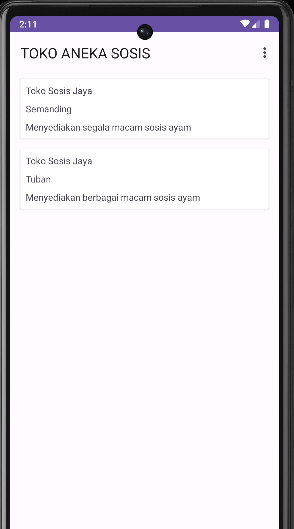 2:11
TOKO ANEKA SOSIS
Toko Sosis Jaya
Semanding
Menyediakan segala macam sosis ayam
Toko Sosis Jaya
Tuban
Menyediakan berbagai macam sosis ayam